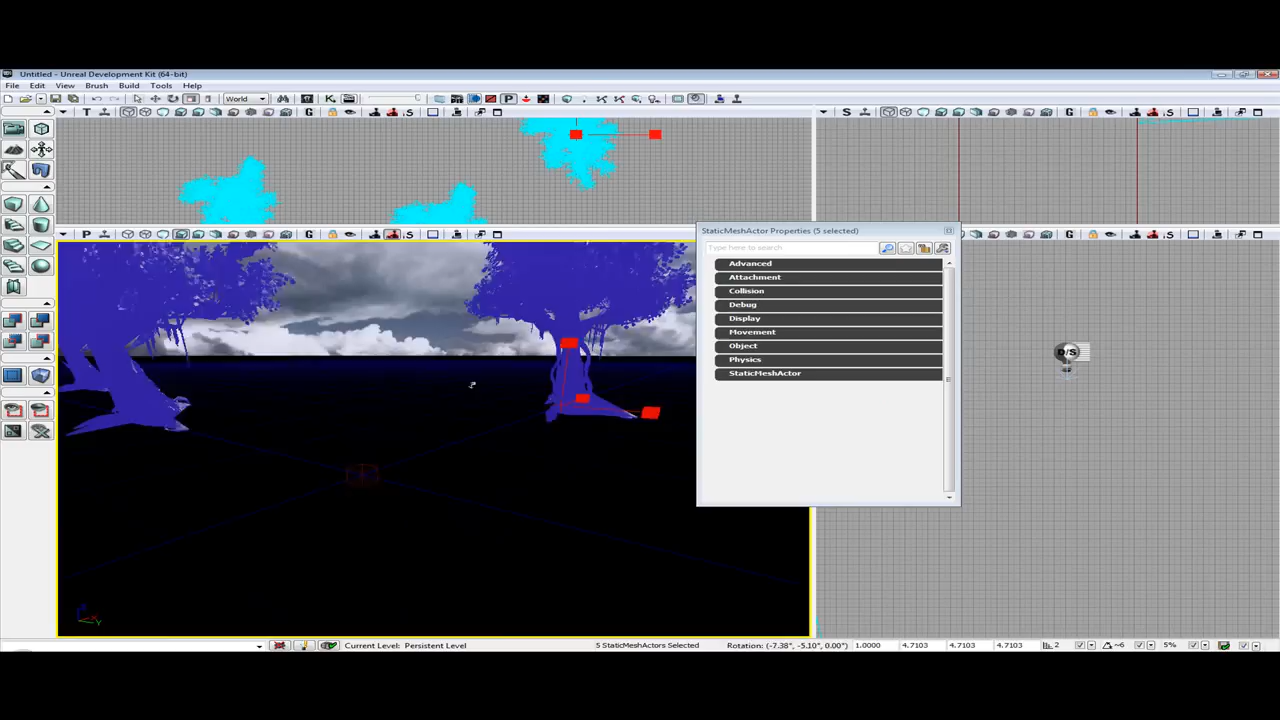 Untitled - Unreal Development Kit (64-bit)
File Edit View Brush Build Tools Help
World
P
T G S
S G S
P G S
G S
StaticMeshActor Properties (5 selected)
Type here to search
Advanced
Attachment
Collision
Debug
Display
Movement
Object
Physics
StaticMeshActor
D/S
Y
Current Level: Persistent Level 5 StaticMeshActors Selected Rotation: (-7.38°, -5.10°, 0.00°) 1.0000 4.7103 4.7103 4.7103 2 ~6 5%